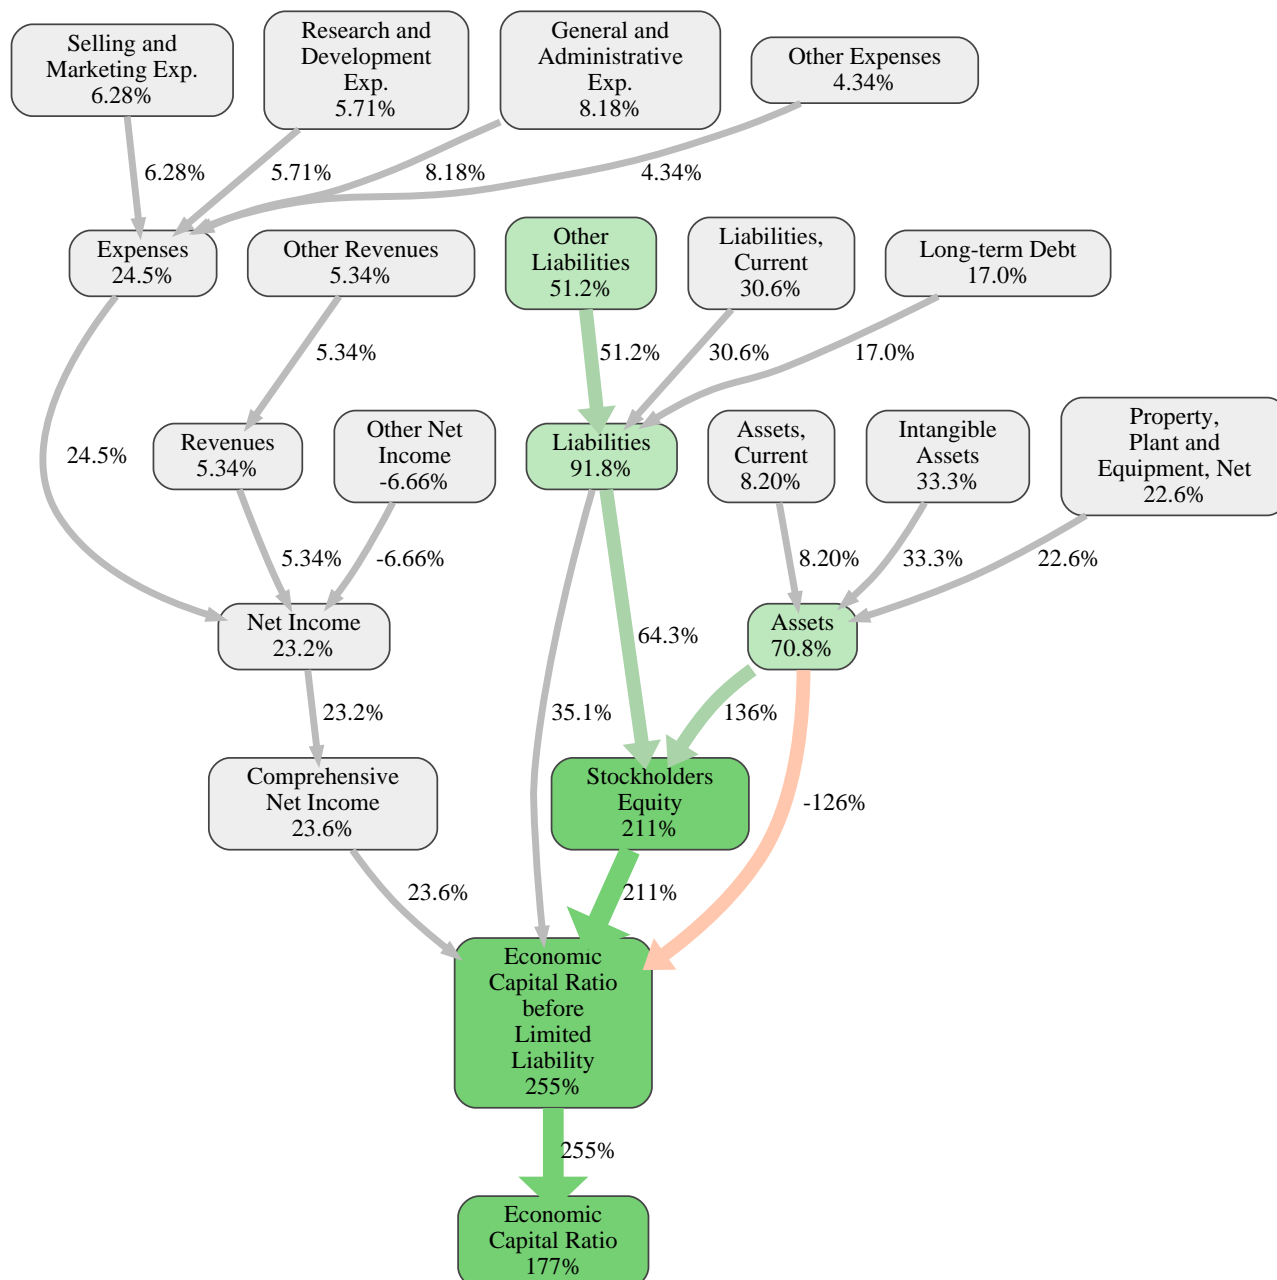 Selling and
Marketing Exp.
6.28%
Research and
Development
Exp.
5.71%
General and
Administrative
Exp.
8.18%
Other Expenses
4.34%
6.28%
5.71%
8.18%
4.34%
Expenses
24.5%
Other Revenues
5.34%
Other
Liabilities
51.2%
Liabilities,
Current
30.6%
Long-term Debt
17.0%
5.34%
51.2%
30.6%
17.0%
24.5%
Revenues
5.34%
Other Net
Income
-6.66%
Liabilities
91.8%
Assets,
Current
8.20%
Intangible
Assets
33.3%
Property,
Plant and
Equipment, Net
22.6%
5.34%
-6.66%
8.20%
33.3%
22.6%
Net Income
23.2%
64.3%
Assets
70.8%
23.2%
35.1%
136%
Comprehensive
Net Income
23.6%
Stockholders
Equity
211%
-126%
23.6%
211%
Economic
Capital Ratio
before
Limited
Liability
255%
255%
Economic
Capital Ratio
177%